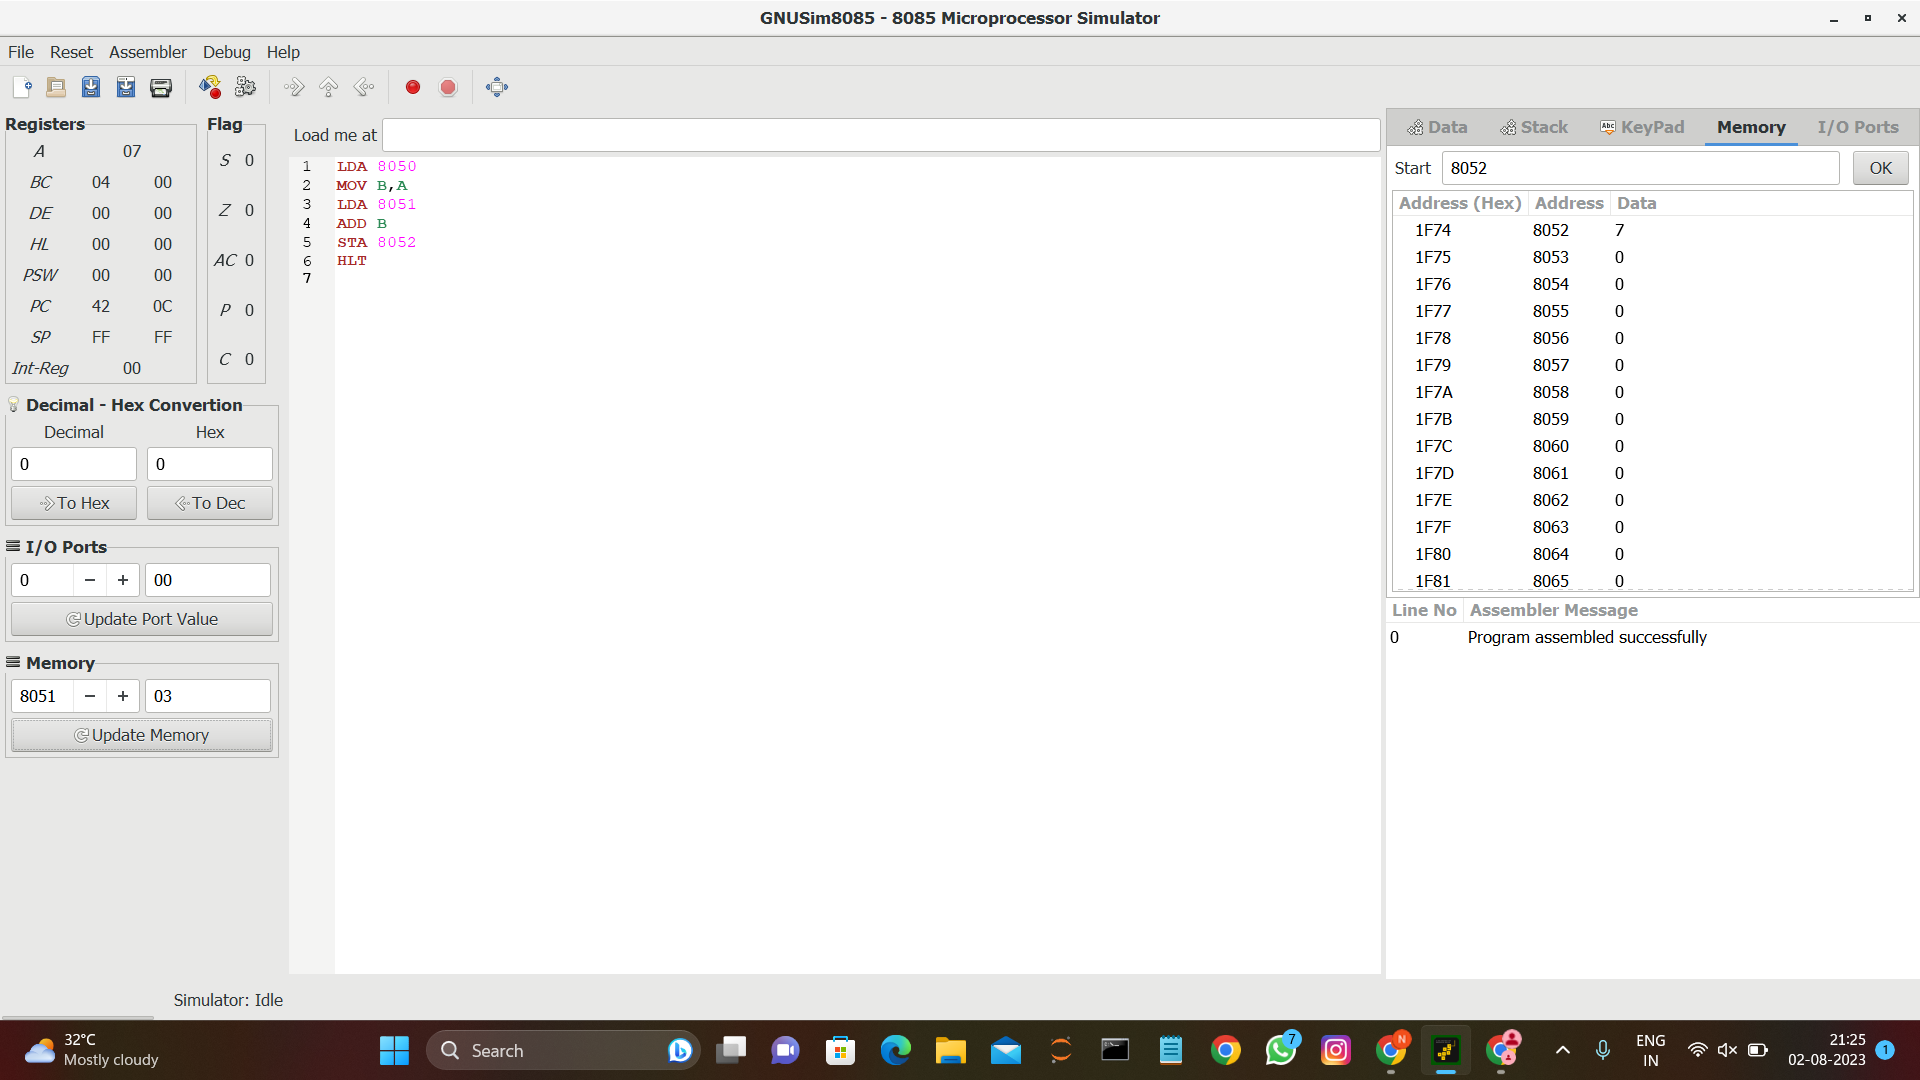 GNUSim8085 - 8085 Microprocessor Simulator
File Reset Assembler Debug Help
Registers
A 07
BC 04 00
DE 00 00
HL 00 00
PSW 00 00
PC 42 0C
SP FF FF
Int-Reg 00
Flag
S 0
Z 0
AC 0
P 0
C 0
Decimal - Hex Convertion
Decimal Hex
0 0
To Hex To Dec
I/O Ports
0 − + 00
Update Port Value
Memory
8051 − + 03
Update Memory
Load me at
1 LDA 8050
2 MOV B,A
3 LDA 8051
4 ADD B
5 STA 8052
6 HLT
7
Data Stack Abc KeyPad Memory I/O Ports
Start 8052 OK
Address (Hex) Address Data
1F74 8052 7
1F75 8053 0
1F76 8054 0
1F77 8055 0
1F78 8056 0
1F79 8057 0
1F7A 8058 0
1F7B 8059 0
1F7C 8060 0
1F7D 8061 0
1F7E 8062 0
1F7F 8063 0
1F80 8064 0
1F81 8065 0
Line No Assembler Message
0 Program assembled successfully
Simulator: Idle
32°C
Mostly cloudy
Search
7
N
ENG
IN
21:25
02-08-2023
1